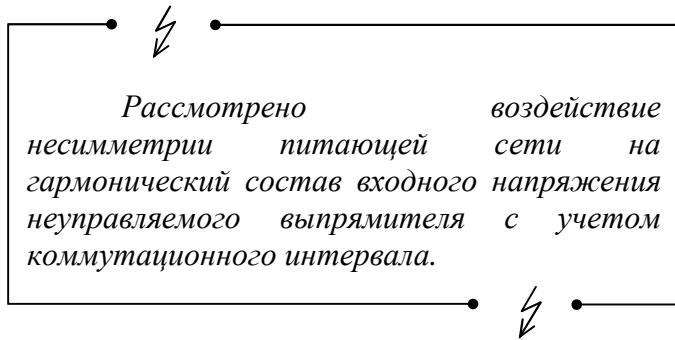 Рассмотрено воздействие
несимметрии питающей сети на
гармонический состав входного напряжения
неуправляемого выпрямителя с учетом
коммутационного интервала.